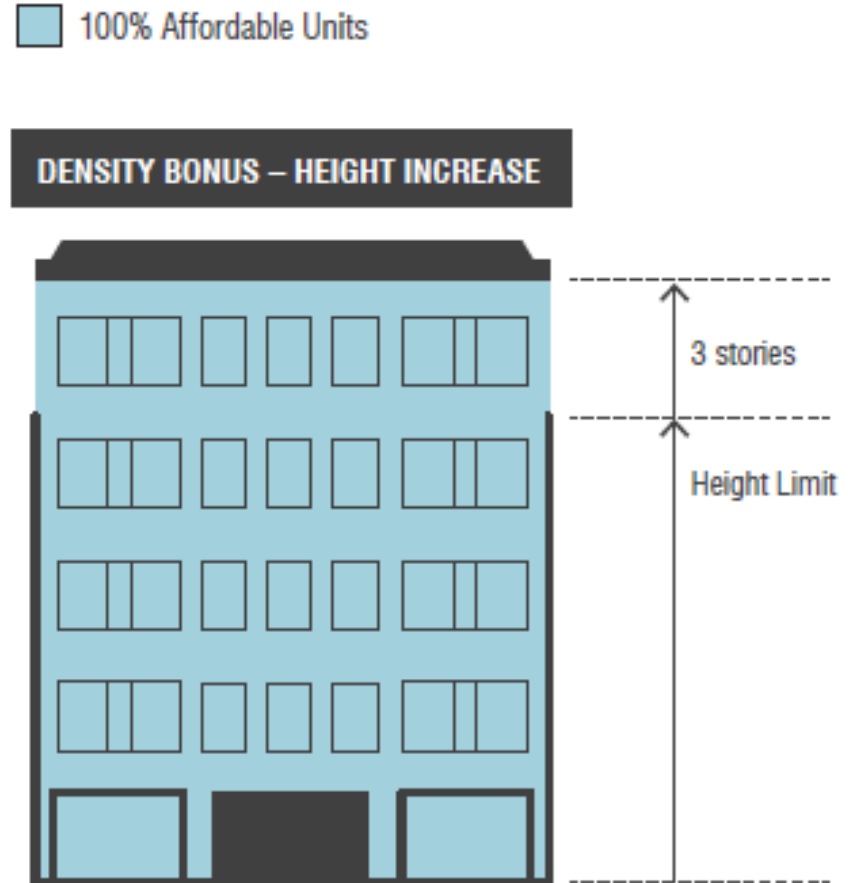 100% Affordable Units
DENSITY BONUS – HEIGHT INCREASE
3 stories
Height Limit